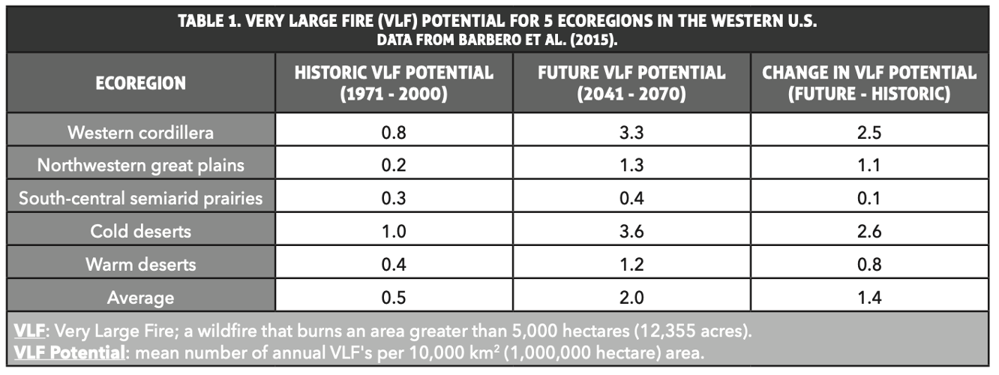 TABLE 1. VERY LARGE FIRE (VLF) POTENTIAL FOR 5 ECOREGIONS IN THE WESTERN U.S.
DATA FROM BARBERO ET AL. (2015).
ECOREGION
HISTORIC VLF POTENTIAL
(1971 - 2000)
FUTURE VLF POTENTIAL
(2041 - 2070)
CHANGE IN VLF POTENTIAL
(FUTURE - HISTORIC)
Western cordillera 0.8 3.3 2.5
Northwestern great plains 0.2 1.3 1.1
South-central semiarid prairies 0.3 0.4 0.1
Cold deserts 1.0 3.6 2.6
Warm deserts 0.4 1.2 0.8
Average 0.5 2.0 1.4
VLF: Very Large Fire; a wildfire that burns an area greater than 5,000 hectares (12,355 acres).
VLF Potential: mean number of annual VLF's per 10,000 km² (1,000,000 hectare) area.